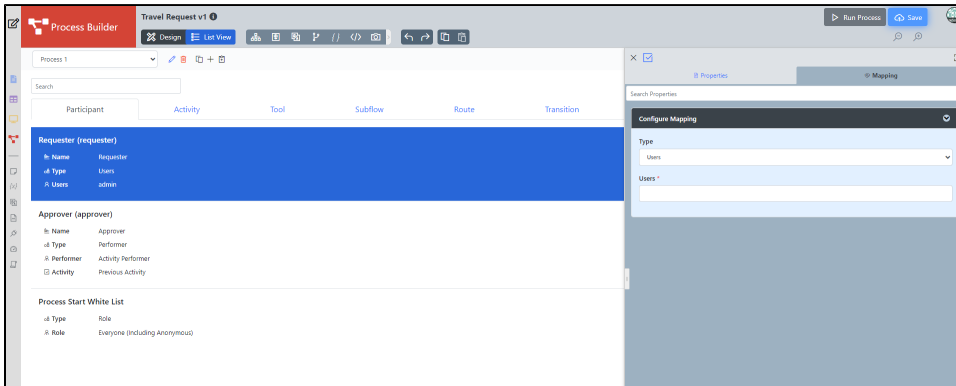 Travel Request v1
Process Builder
Design
List View
Run Process
Save
Process 1
Search
Participant
Activity
Tool
Subflow
Route
Transition
Requester (requester)
Name Requester
Type Users
Users admin
Approver (approver)
Name Approver
Type Performer
Performer Activity Performer
Activity Previous Activity
Process Start White List
Type Role
Role Everyone (Including Anonymous)
Properties
Mapping
Search Properties
Configure Mapping
Type
Users
Users *